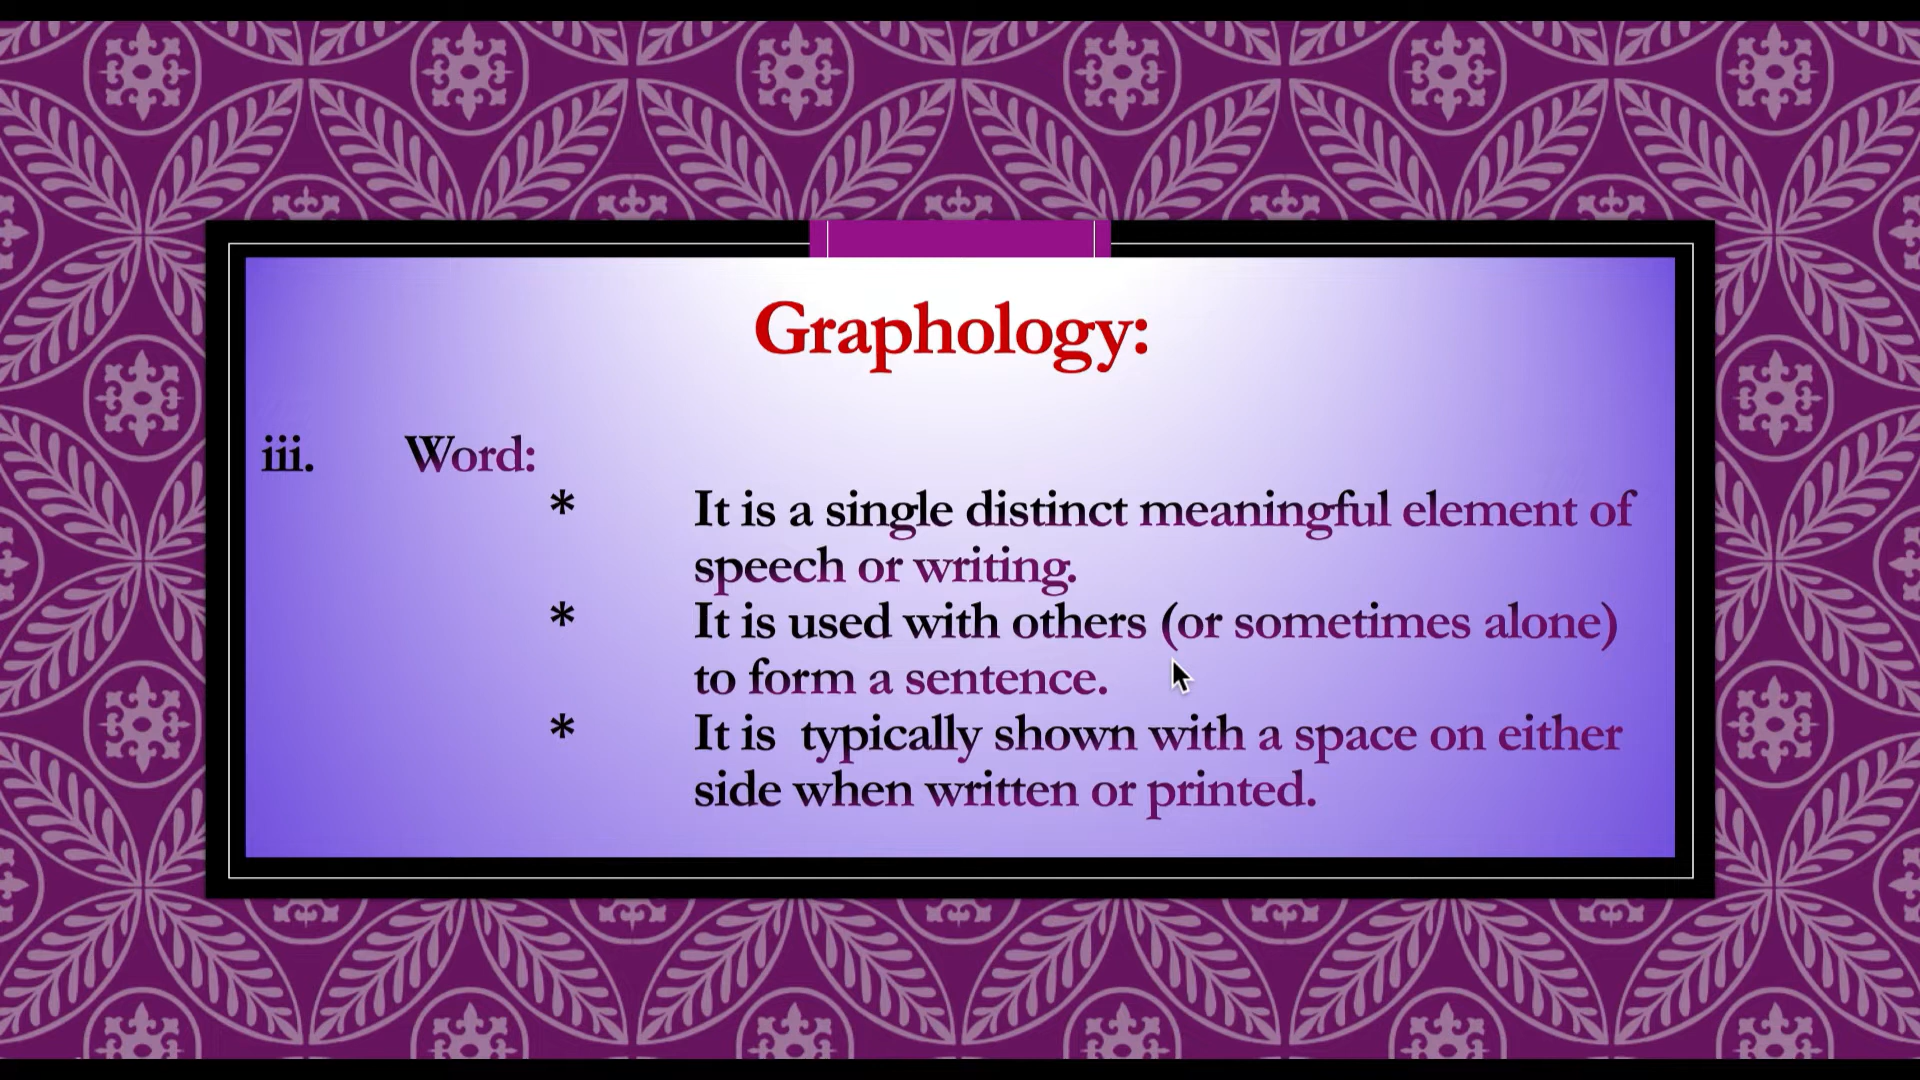 Graphology:
iii. Word:
* It is a single distinct meaningful element of
speech or writing.
* It is used with others (or sometimes alone)
to form a sentence.
* It is  typically shown with a space on either
side when written or printed.